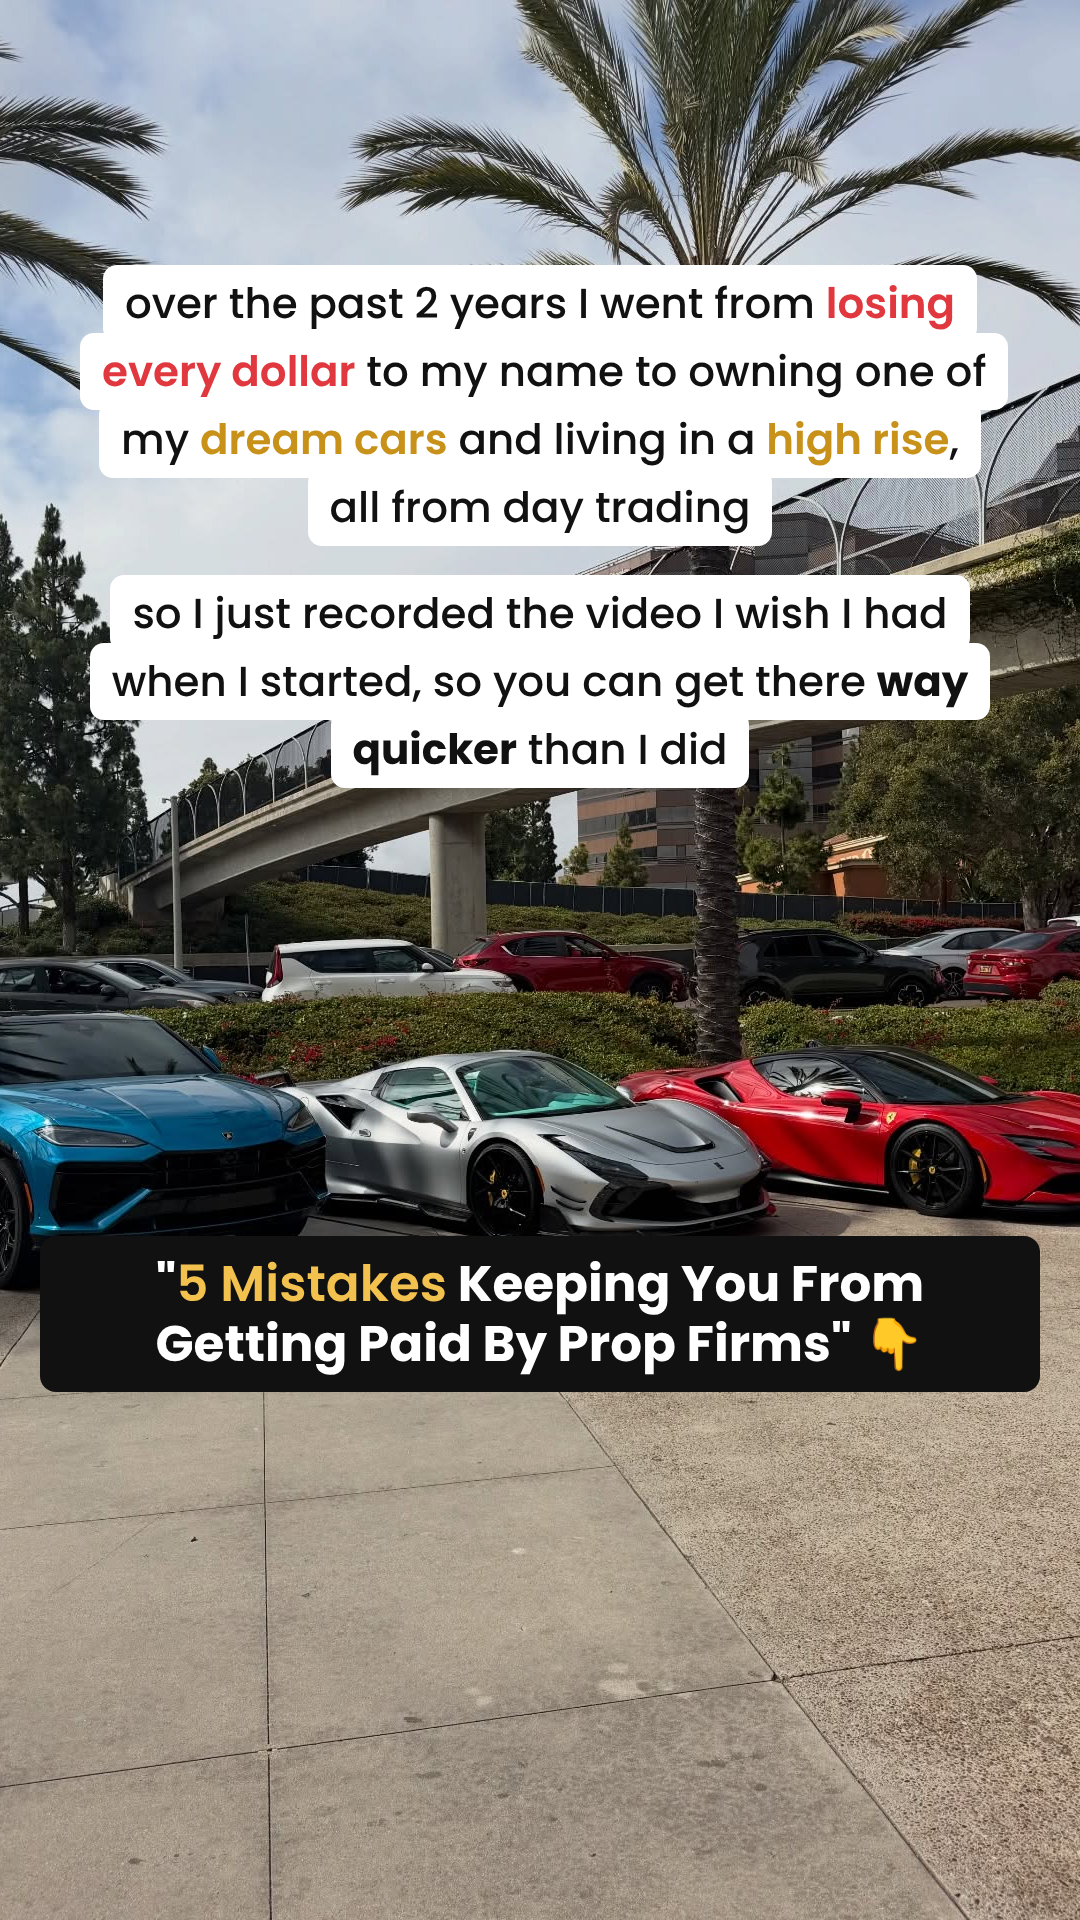 over the past 2 years I went from losing
every dollar to my name to owning one of
my dream cars and living in a high rise,
all from day trading
so I just recorded the video I wish I had
when I started, so you can get there way
quicker than I did
"5 Mistakes Keeping You From
Getting Paid By Prop Firms" 👇